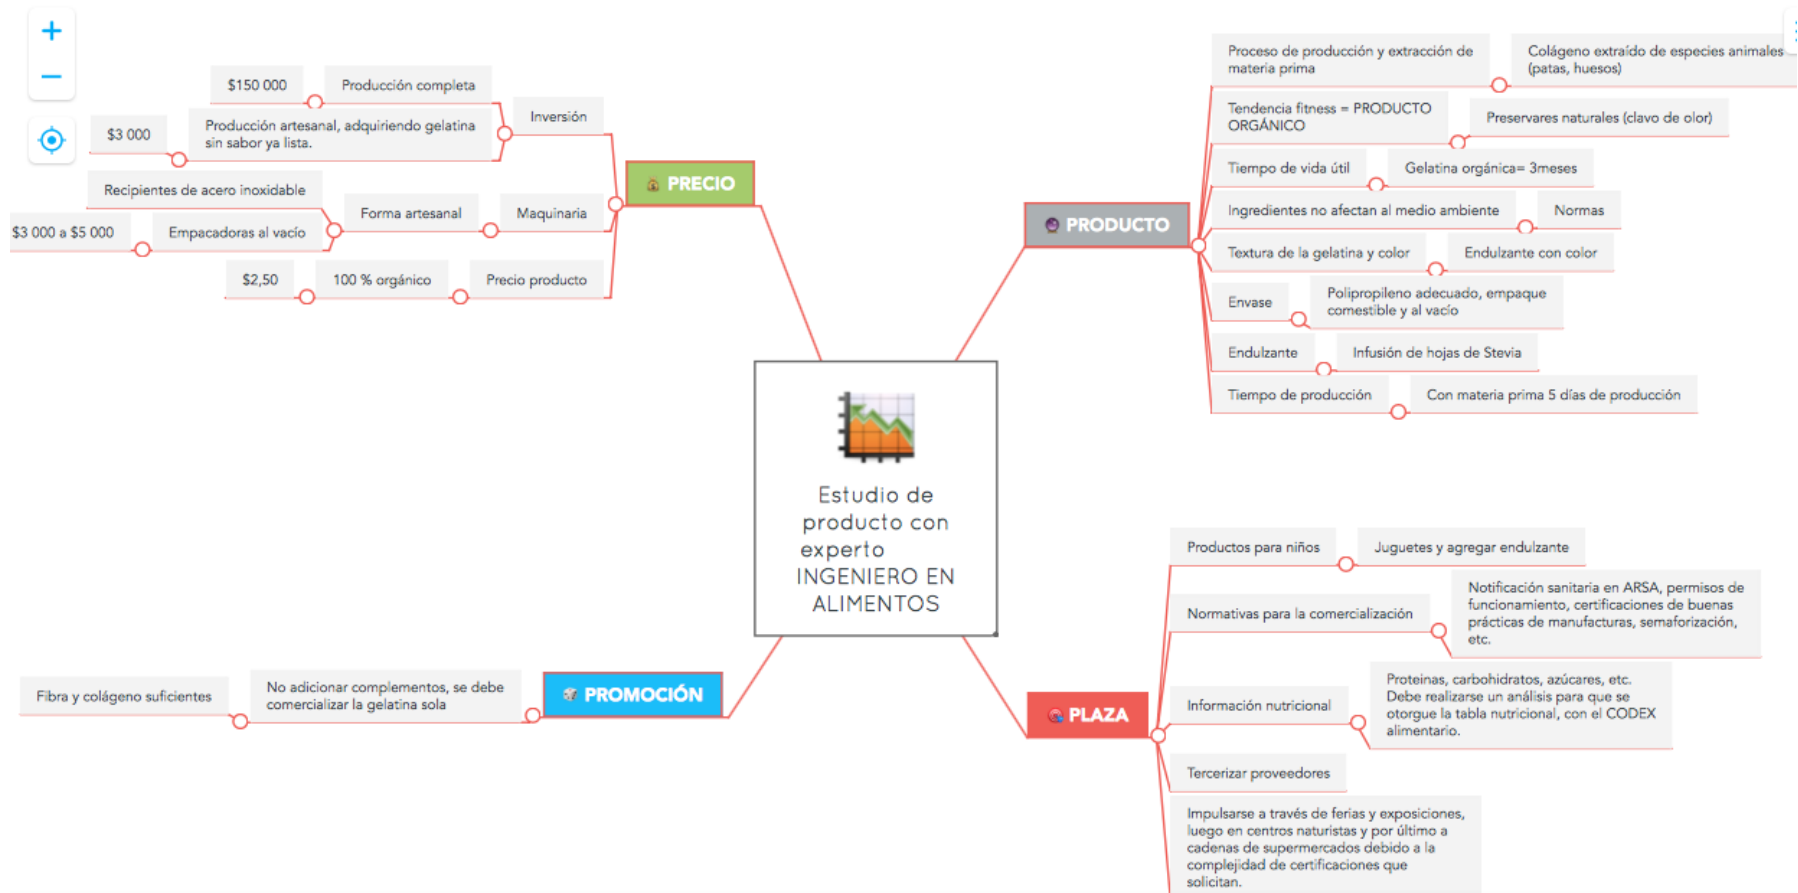 $150 000
Producción completa
Inversión
$3 000
Producción artesanal, adquiriendo gelatina
sin sabor ya lista.
PRECIO
Recipientes de acero inoxidable
Forma artesanal
Maquinaria
$3 000 a $5 000
Empacadoras al vacío
$2,50
100 % orgánico
Precio producto
PRODUCTO
Proceso de producción y extracción de
materia prima
Colágeno extraído de especies animales
(patas, huesos)
Tendencia fitness = PRODUCTO
ORGÁNICO
Preservares naturales (clavo de olor)
Tiempo de vida útil
Gelatina orgánica= 3meses
Ingredientes no afectan al medio ambiente
Normas
Textura de la gelatina y color
Endulzante con color
Envase
Polipropileno adecuado, empaque
comestible y al vacío
Endulzante
Infusión de hojas de Stevia
Tiempo de producción
Con materia prima 5 días de producción
Estudio de
producto con
experto
INGENIERO EN
ALIMENTOS
Fibra y colágeno suficientes
No adicionar complementos, se debe
comercializar la gelatina sola
PROMOCIÓN
PLAZA
Productos para niños
Juguetes y agregar endulzante
Normativas para la comercialización
Notificación sanitaria en ARSA, permisos de
funcionamiento, certificaciones de buenas
prácticas de manufacturas, semaforización,
etc.
Información nutricional
Proteinas, carbohidratos, azúcares, etc.
Debe realizarse un análisis para que se
otorgue la tabla nutricional, con el CODEX
alimentario.
Tercerizar proveedores
Impulsarse a través de ferias y exposiciones,
luego en centros naturistas y por último a
cadenas de supermercados debido a la
complejidad de certificaciones que
solicitan.